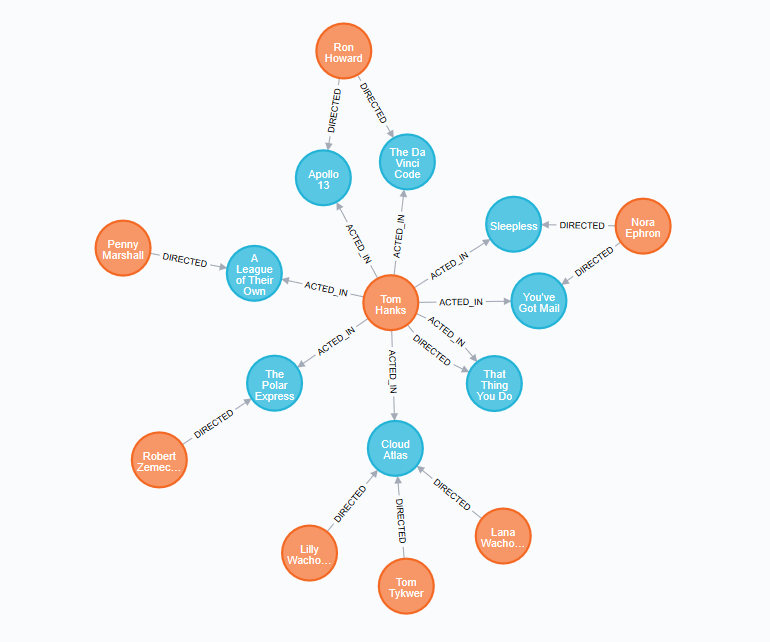 Ron
Howard
DIRECTED
DIRECTED
The Da
Vinci
Code
Apollo
13
ACTED_IN
ACTED_IN
Sleepless
DIRECTED
Nora
Ephron
DIRECTED
ACTED_IN
Penny
Marshall
DIRECTED
A
League
of Their
Own
ACTED_IN
Tom
Hanks
ACTED_IN
You've
Got Mail
ACTED_IN
DIRECTED
That
Thing
You Do
ACTED_IN
The
Polar
Express
ACTED_IN
DIRECTED
Robert
Zemec...
Cloud
Atlas
DIRECTED
DIRECTED
DIRECTED
Lilly
Wacho...
Tom
Tykwer
Lana
Wacho...